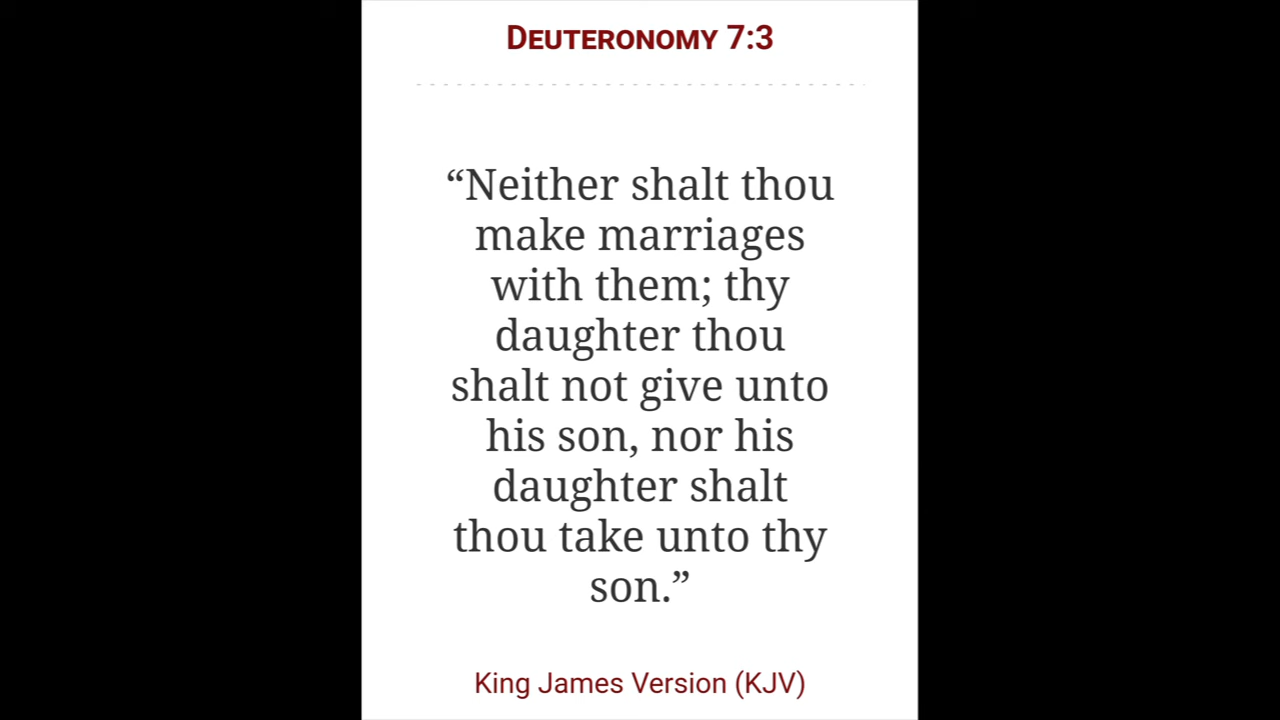 DEUTERONOMY 7:3
“Neither shalt thou
make marriages
with them; thy
daughter thou
shalt not give unto
his son, nor his
daughter shalt
thou take unto thy
son.”
King James Version (KJV)